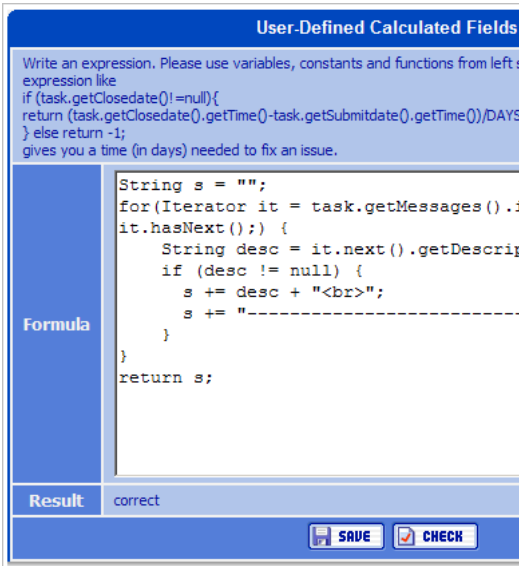 User-Defined Calculated Fields
Write an expression. Please use variables, constants and functions from left s
expression like
if (task.getClosedate()!=null){
return (task.getClosedate().getTime()-task.getSubmitdate().getTime())/DAYS
} else return -1;
gives you a time (in days) needed to fix an issue.
String s = "";
for(Iterator it = task.getMessages().i
it.hasNext();) {
String desc = it.next().getDescrip
if (desc != null) {
s += desc + "<br>";
s += "--------------------------
}
}
return s;
Formula
Result correct
SAVE CHECK